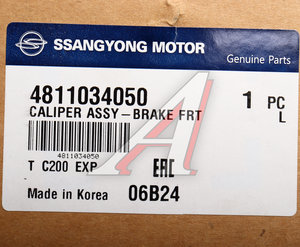 SSANGYONG MOTOR
Genuine Parts
4811034050 1 PC
CALIPER ASSY-BRAKE FRT L
4811034050
T C200 EXP EAC
Made in Korea 06B24